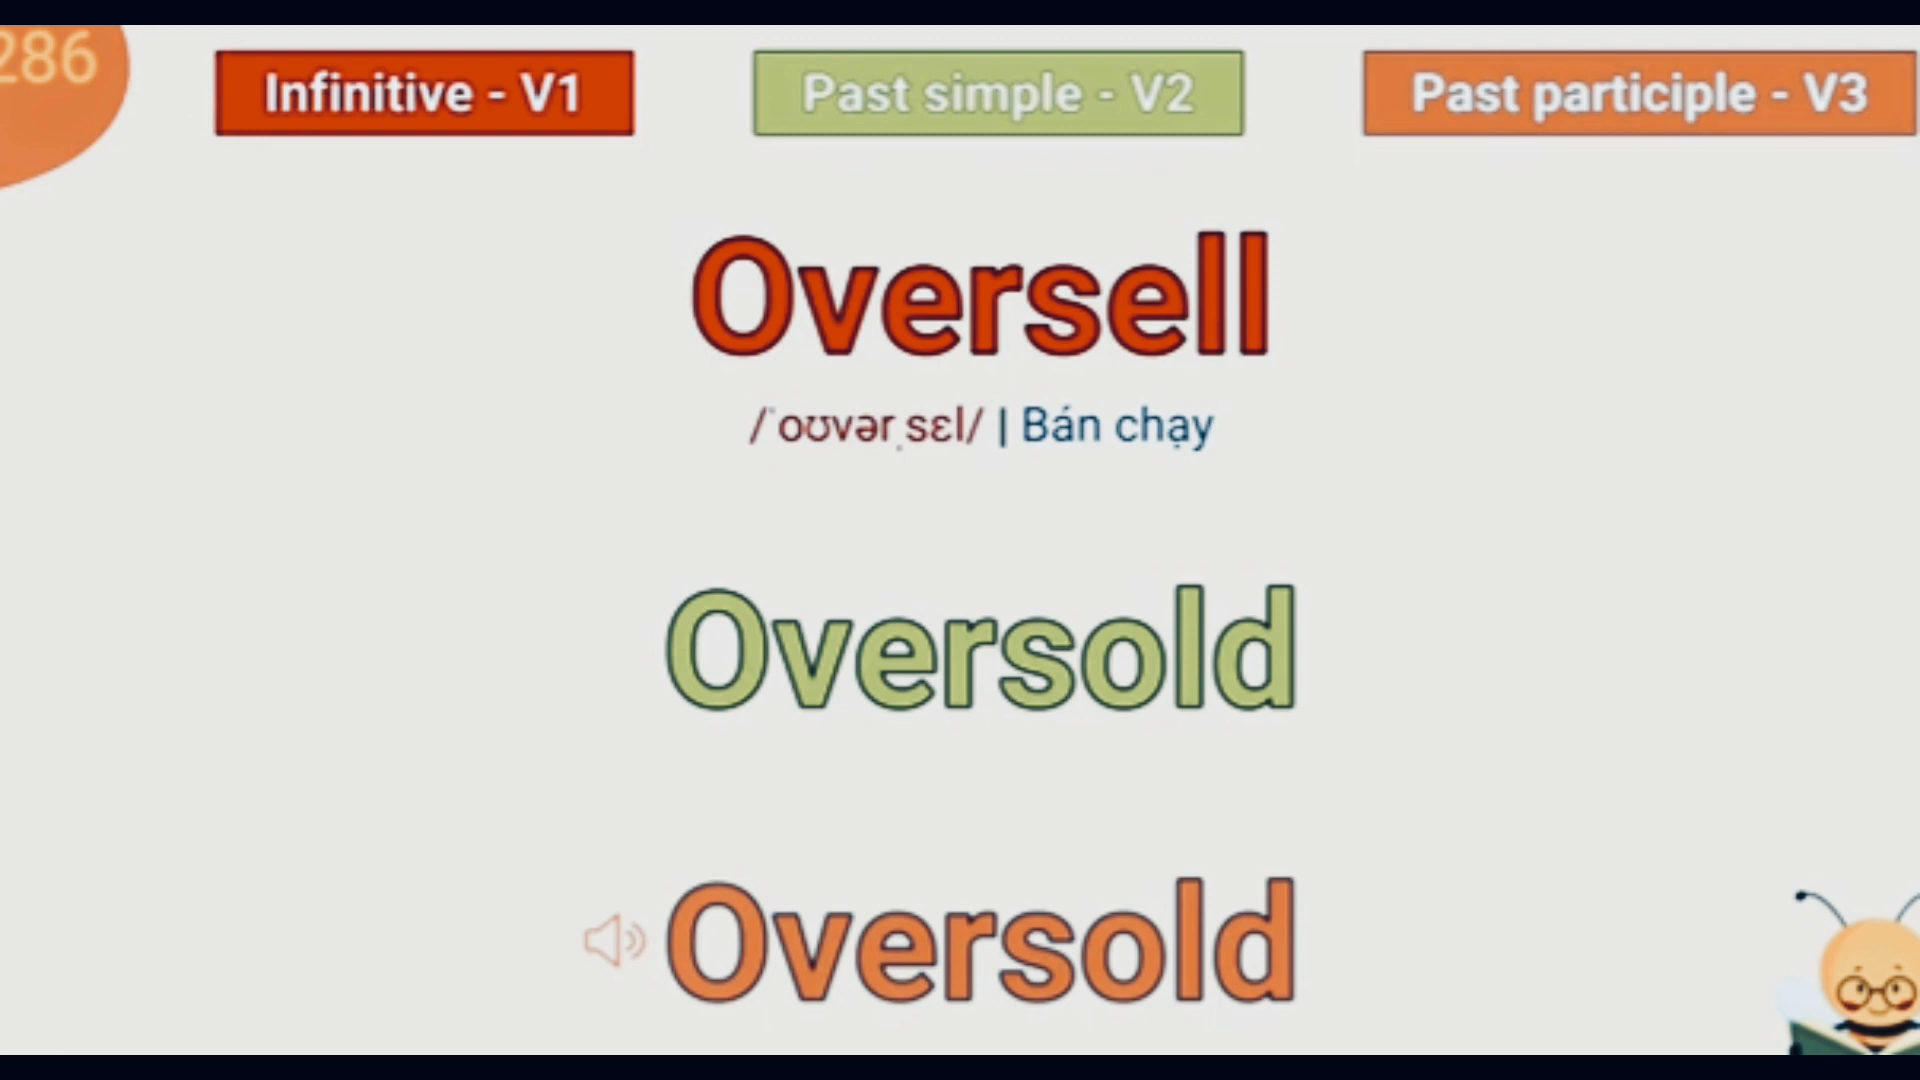 286
Infinitive - V1
Past simple - V2
Past participle - V3
Oversell
/ˈoʊvərˌsɛl/ | Bán chạy
Oversold
Oversold